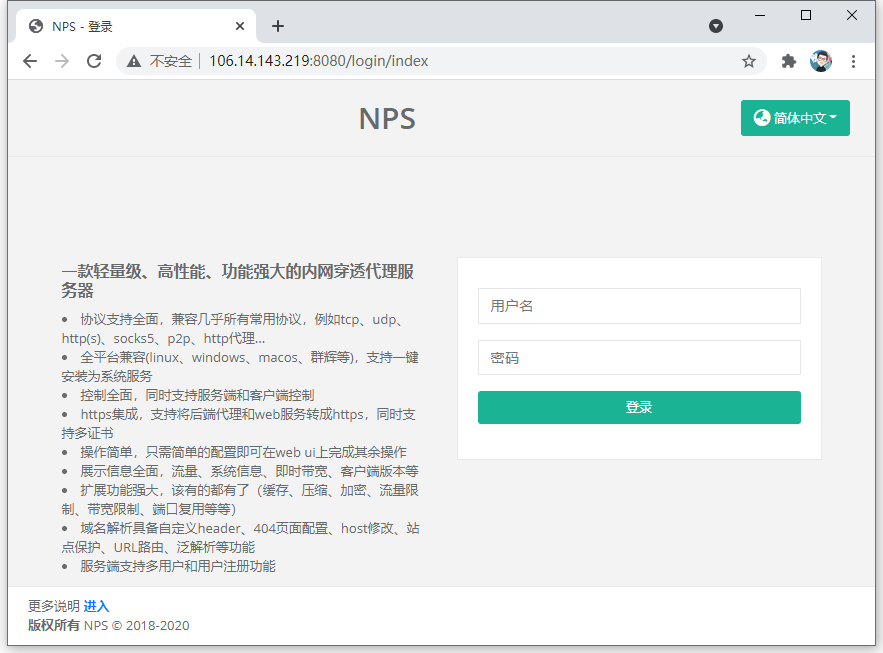 NPS - 登录
不安全 106.14.143.219:8080/login/index
NPS
简体中文
一款轻量级、高性能、功能强大的内网穿透代理服
务器
• 协议支持全面，兼容几乎所有常用协议，例如tcp、udp、
http(s)、socks5、p2p、http代理...
• 全平台兼容(linux、windows、macos、群辉等)，支持一键
安装为系统服务
• 控制全面，同时支持服务端和客户端控制
• https集成，支持将后端代理和web服务转成https，同时支
持多证书
• 操作简单，只需简单的配置即可在web ui上完成其余操作
• 展示信息全面，流量、系统信息、即时带宽、客户端版本等
• 扩展功能强大，该有的都有了（缓存、压缩、加密、流量限
制、带宽限制、端口复用等等）
• 域名解析具备自定义header、404页面配置、host修改、站
点保护、URL路由、泛解析等功能
• 服务端支持多用户和用户注册功能
用户名
密码
登录
更多说明 进入
版权所有 NPS © 2018-2020